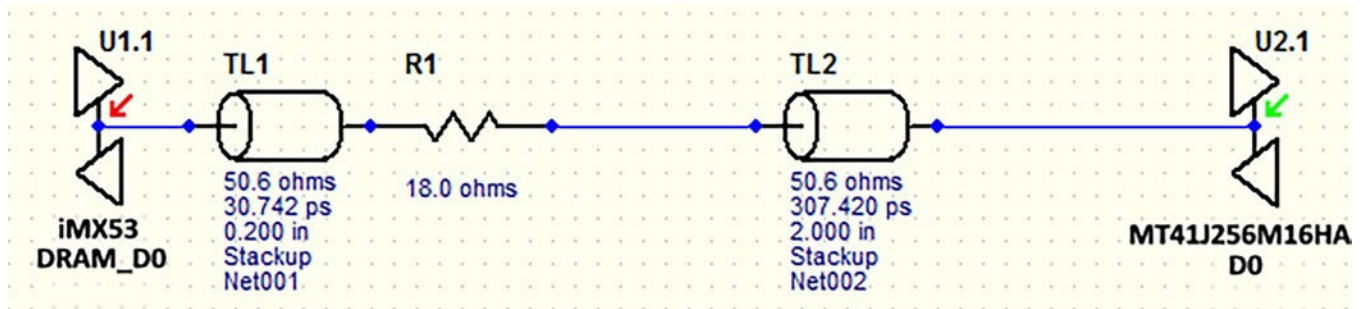 U1.1
TL1
R1
TL2
U2.1
50.6 ohms
30.742 ps
0.200 in
Stackup
Net001
18.0 ohms
50.6 ohms
307.420 ps
2.000 in
Stackup
Net002
iMX53
DRAM_D0
MT41J256M16HA
D0